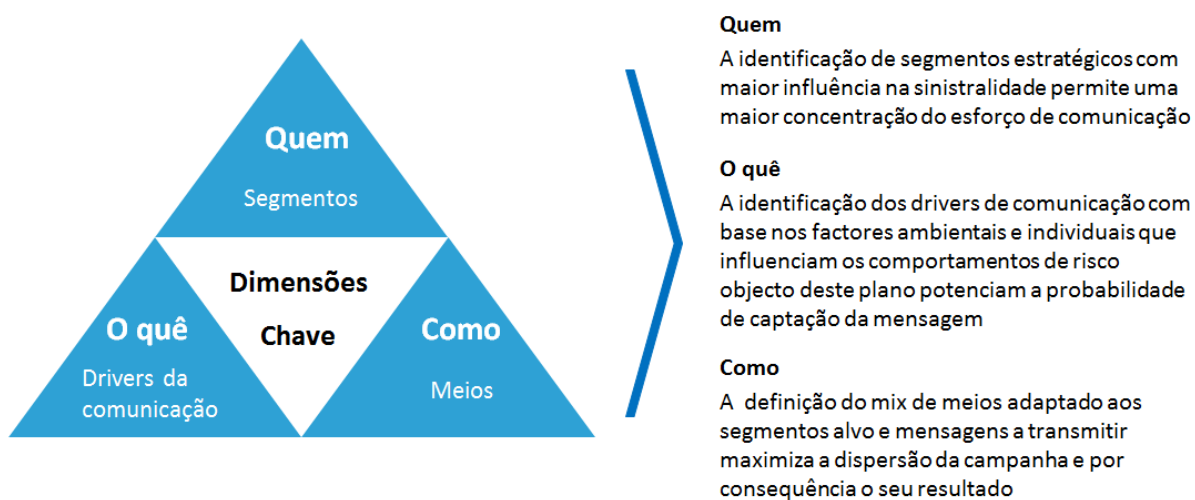 Quem
Segmentos
Dimensões
Chave
O quê
Drivers da
comunicação
Como
Meios
Quem
A identificação de segmentos estratégicos com
maior influência na sinistralidade permite uma
maior concentração do esforço de comunicação
O quê
A identificação dos drivers de comunicação com
base nos factores ambientais e individuais que
influenciam os comportamentos de risco
objecto deste plano potenciam a probabilidade
de captação da mensagem
Como
A definição do mix de meios adaptado aos
segmentos alvo e mensagens a transmitir
maximiza a dispersão da campanha e por
consequência o seu resultado